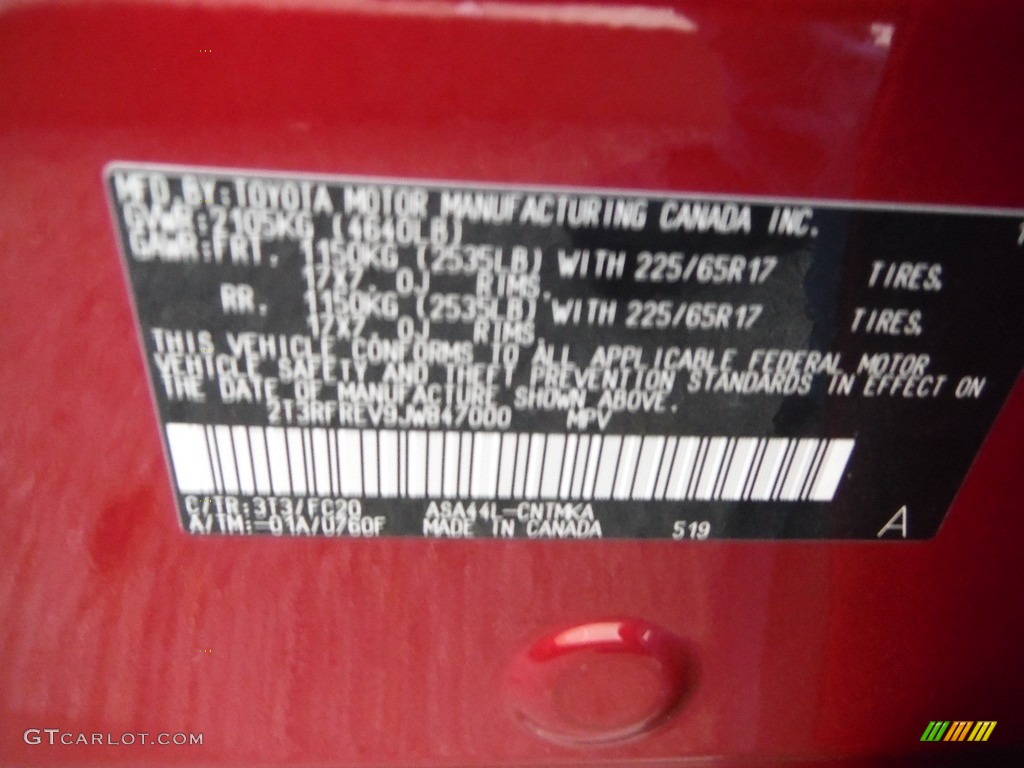 MFD.BY:TOYOTA MOTOR MANUFACTURING CANADA INC.
GVWR:2105KG (4640LB)
GAWR:FRT. 1150KG (2535LB) WITH 225/65R17 TIRES.
17X7.0J RIMS.
RR. 1150KG (2535LB) WITH 225/65R17 TIRES.
17X7.0J RIMS.
THIS VEHICLE CONFORMS TO ALL APPLICABLE FEDERAL MOTOR
VEHICLE SAFETY AND THEFT PREVENTION STANDARDS IN EFFECT ON
THE DATE OF MANUFACTURE SHOWN ABOVE.
2T3RFREV9JW847000 MPV
C/TR:3T3/FC20 ASA44L-CNTMKA
A/TM:-01A/U760F MADE IN CANADA 519 A
GTCARLOT.COM